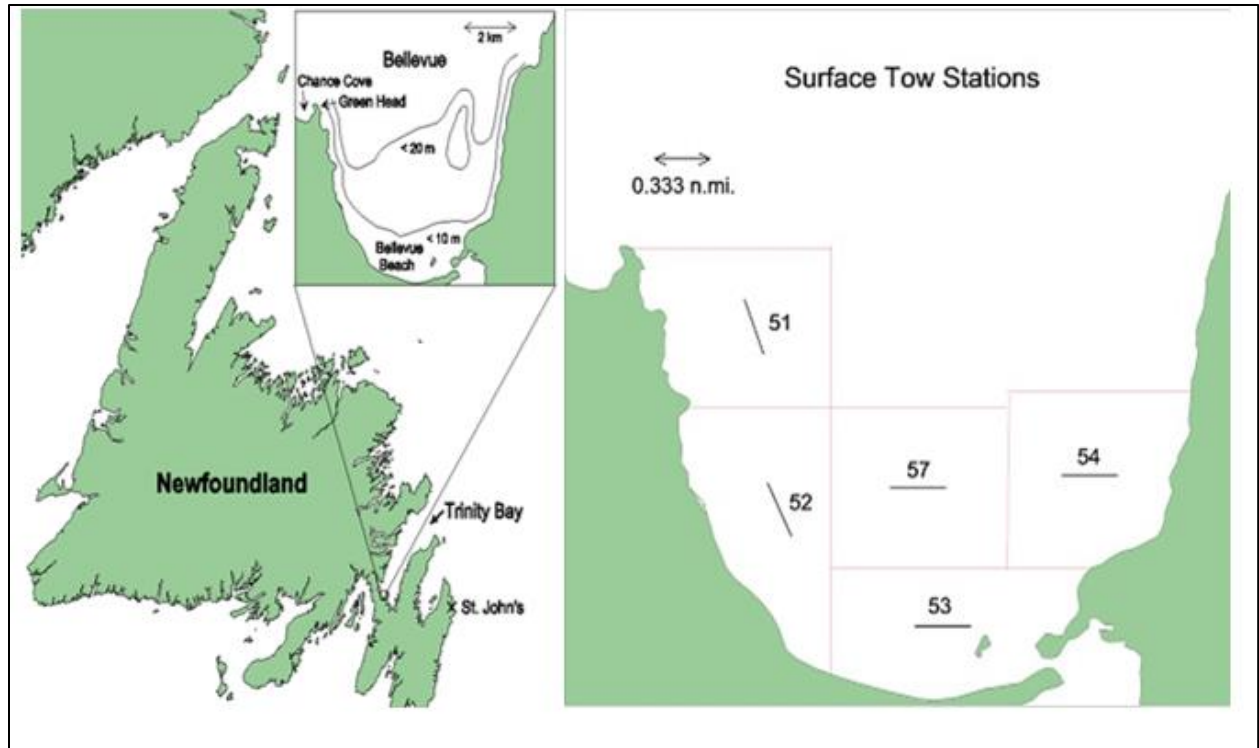 2 km
Bellevue
Chance Cove
Green Head
< 20 m
< 10 m
Bellevue
Beach
Newfoundland
Trinity Bay
St. John's
Surface Tow Stations
0.333 n.mi.
51
52
57
54
53